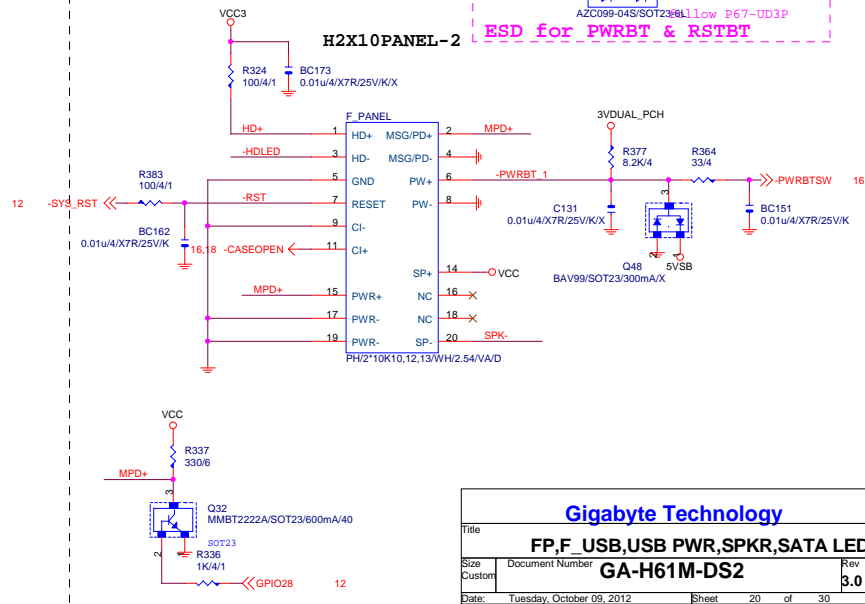 AZC099-04S/SOT23-6L
Follow P67-UD3P
ESD for PWRBT & RSTBT
VCC3
H2X10PANEL-2
R324
100/4/1
BC173
0.01u/4/X7R/25V/K/X
F_PANEL
HD+ 1 HD+ MSG/PD+ 2 MPD+
-HDLED 3 HD- MSG/PD- 4
5 GND PW+ 6 -PWRBT_1
-RST 7 RESET PW- 8
9 CI-
16,18 -CASEOPEN 11 CI+
SP+ 14 VCC
MPD+ 15 PWR+ NC 16
17 PWR- NC 18
19 PWR- SP- 20 SPK-
PH/2*10K10,12,13/WH/2.54/VA/D
R383
100/4/1
12 -SYS_RST
BC162
0.01u/4/X7R/25V/K
3VDUAL_PCH
R377
8.2K/4
R364
33/4
-PWRBTSW 16
C131
0.01u/4/X7R/25V/K/X
3
2
1
Q48
5VSB
BAV99/SOT23/300mA/X
BC151
0.01u/4/X7R/25V/K
VCC
R337
330/6
MPD+
3
Q32
MMBT2222A/SOT23/600mA/40
SOT23
2
1
R336
1K/4/1
GPIO28 12
Gigabyte Technology
Title
FP,F_USB,USB PWR,SPKR,SATA LED
Size
Custom
Document Number
GA-H61M-DS2
Rev
3.0
Date: Tuesday, October 09, 2012 Sheet 20 of 30